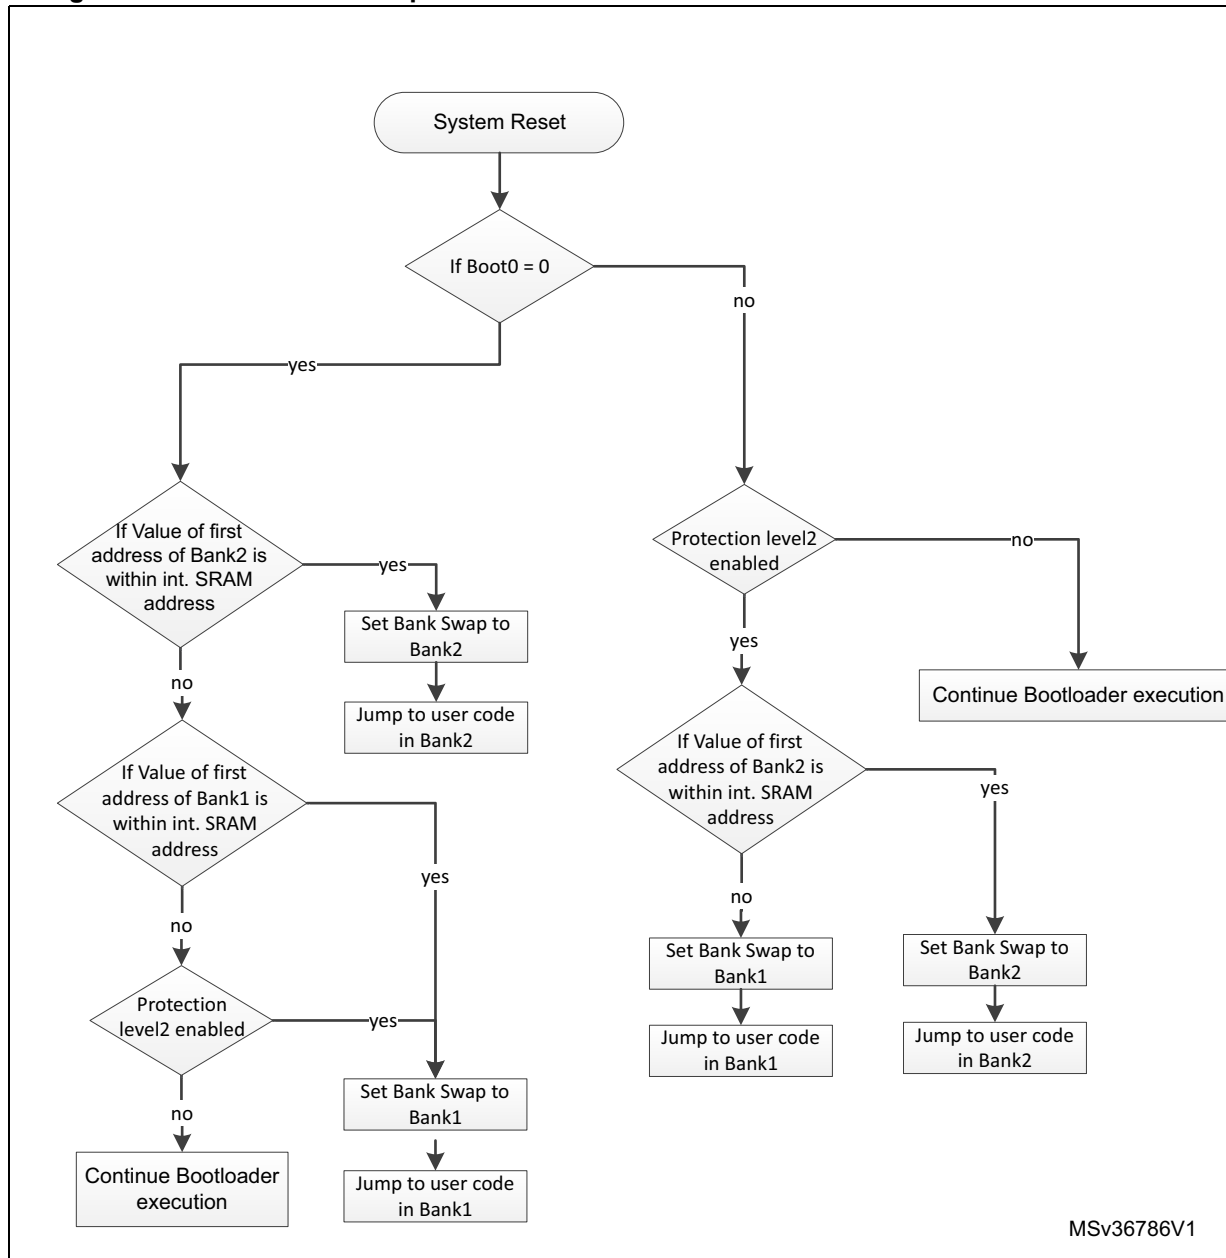 System Reset
If Boot0 = 0
no
yes
If Value of first
address of Bank2 is
within int. SRAM
address
yes
Set Bank Swap to
Bank2
Jump to user code
in Bank2
no
If Value of first
address of Bank1 is
within int. SRAM
address
yes
no
Protection
level2 enabled
yes
Set Bank Swap to
Bank1
Jump to user code
in Bank1
no
Continue Bootloader
execution
Protection level2
enabled
no
Continue Bootloader execution
yes
If Value of first
address of Bank2 is
within int. SRAM
address
yes
no
Set Bank Swap to
Bank1
Jump to user code
in Bank1
Set Bank Swap to
Bank2
Jump to user code
in Bank2
MSv36786V1